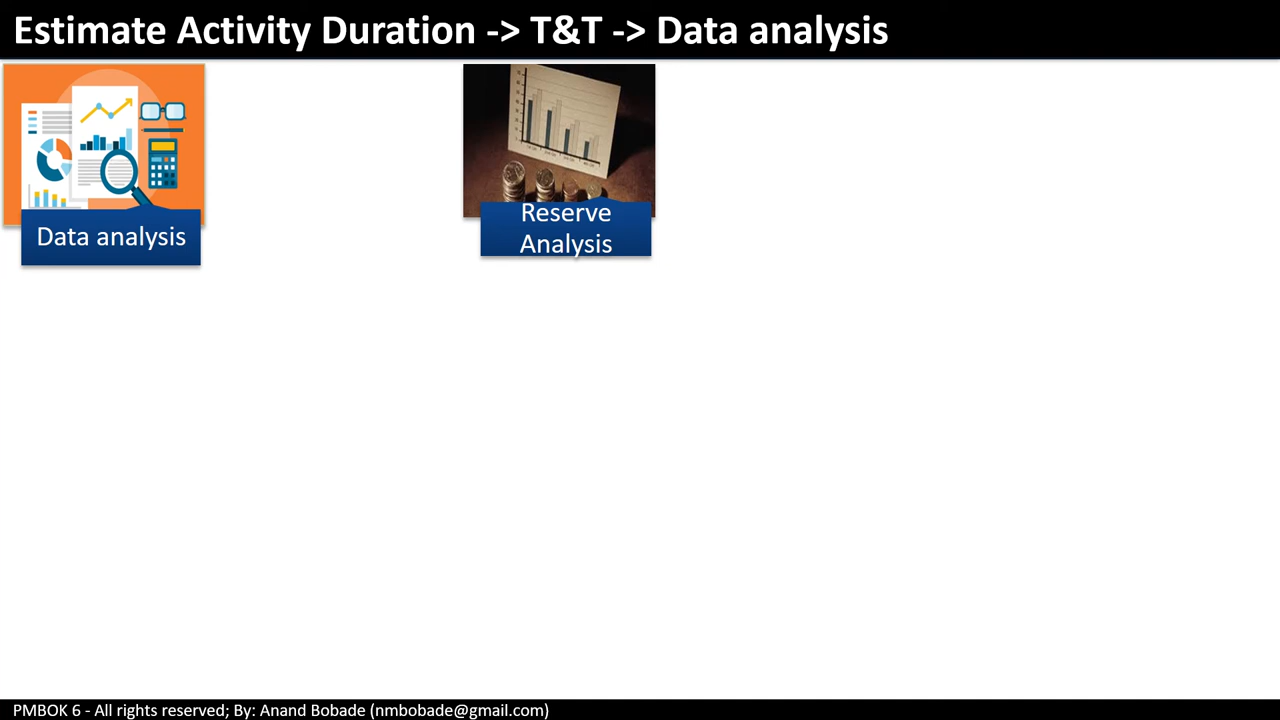 Estimate Activity Duration -> T&T -> Data analysis
Data analysis
Reserve
Analysis
PMBOK 6 - All rights reserved; By: Anand Bobade (nmbobade@gmail.com)